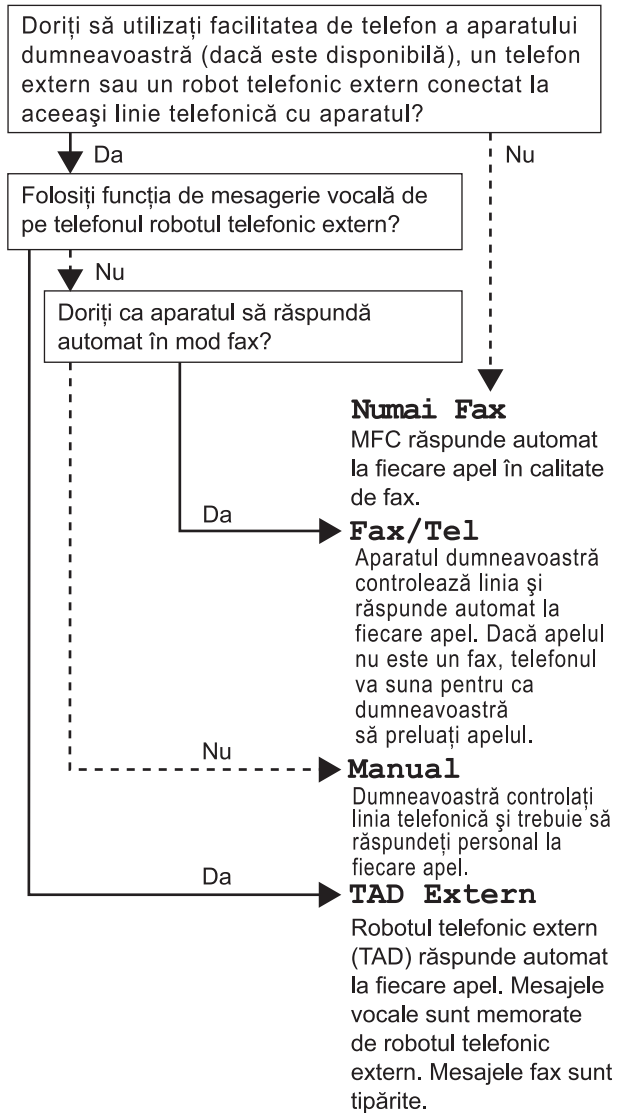 Doriți să utilizați facilitatea de telefon a aparatului
dumneavoastră (dacă este disponibilă), un telefon
extern sau un robot telefonic extern conectat la
aceeaşi linie telefonică cu aparatul?
Da
Nu
Folosiți funcția de mesagerie vocală de
pe telefonul robotul telefonic extern?
Nu
Doriți ca aparatul să răspundă
automat în mod fax?
Numai Fax
MFC răspunde automat
la fiecare apel în calitate
de fax.
Da
Fax/Tel
Aparatul dumneavoastră
controlează linia şi
răspunde automat la
fiecare apel. Dacă apelul
nu este un fax, telefonul
va suna pentru ca
dumneavoastră
să preluați apelul.
Nu
Manual
Dumneavoastră controlați
linia telefonică şi trebuie să
răspundeți personal la
fiecare apel.
Da
TAD Extern
Robotul telefonic extern
(TAD) răspunde automat
la fiecare apel. Mesajele
vocale sunt memorate
de robotul telefonic
extern. Mesajele fax sunt
tipărite.